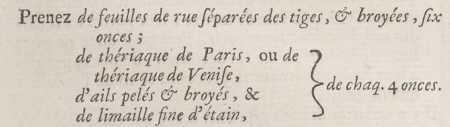 Prenez de feuilles de rue ſéparées des tiges, & broyées, ſix
onces;
de thériaque de Paris, ou de
thériaque de Veniſe,
d'ails pelés & broyés, &
de limaille fine d'étain,
de chaq. 4 onces.